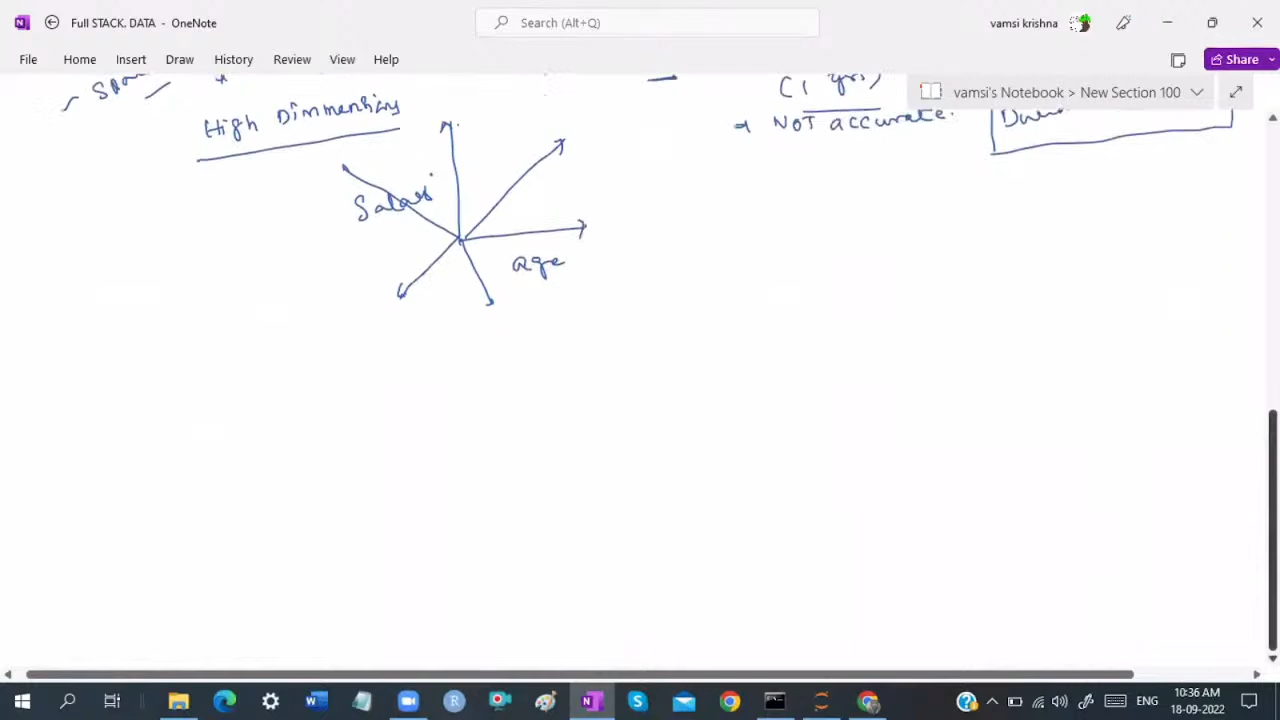 Full STACK. DATA - OneNote
Search (Alt+Q)
vamsi krishna
File Home Insert Draw History Review View Help
Share
vamsi's Notebook > New Section 100
High Dimmentions
NOT accurate.
Salary
age
ENG
10:36 AM
18-09-2022